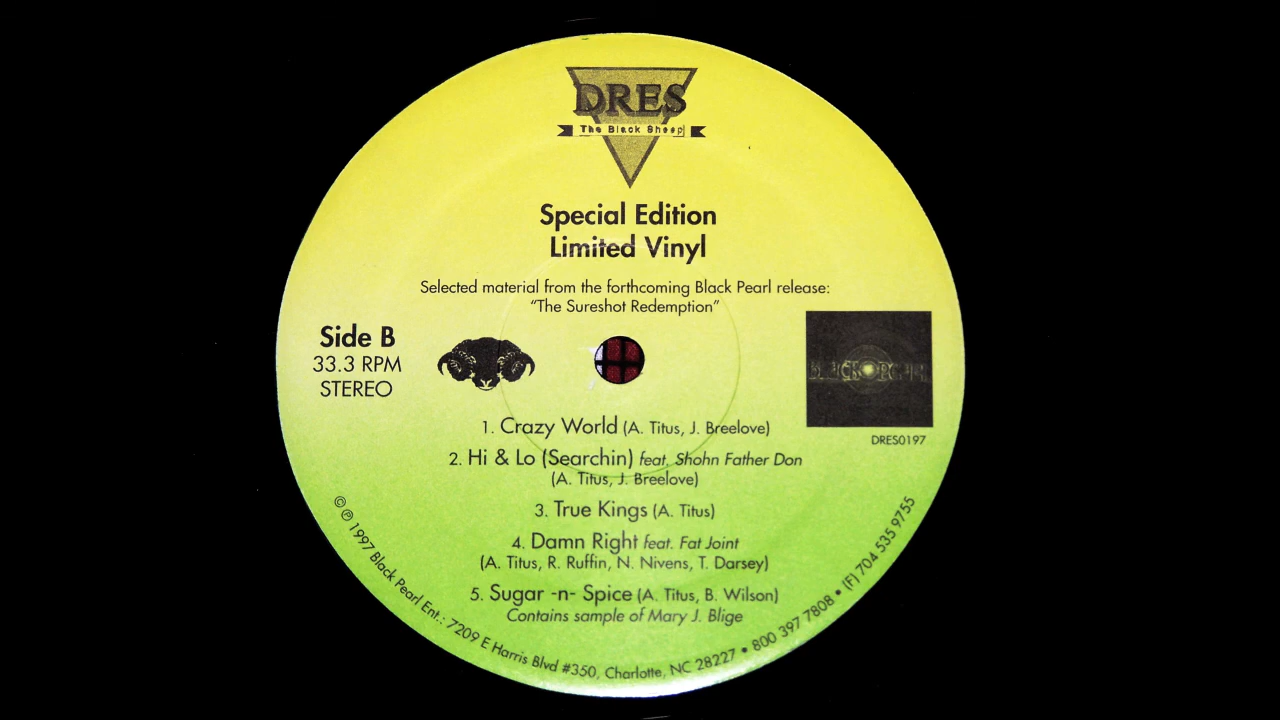 DRES
The Black Sheep
Special Edition
Limited Vinyl
Selected material from the forthcoming Black Pearl release:
“The Sureshot Redemption”
Side B
33.3 RPM
STEREO
BLACK PEARL
DRES0197
1. Crazy World (A. Titus, J. Breelove)
2. Hi & Lo (Searchin) feat. Shohn Father Don
(A. Titus, J. Breelove)
3. True Kings (A. Titus)
4. Damn Right feat. Fat Joint
(A. Titus, R. Ruffin, N. Nivens, T. Darsey)
5. Sugar -n- Spice (A. Titus, B. Wilson)
Contains sample of Mary J. Blige
© ℗ 1997 Black Pearl Ent.: 7209 E Harris Blvd #350, Charlotte, NC 28227 • 800 397 7808 • (F) 704 535 9755